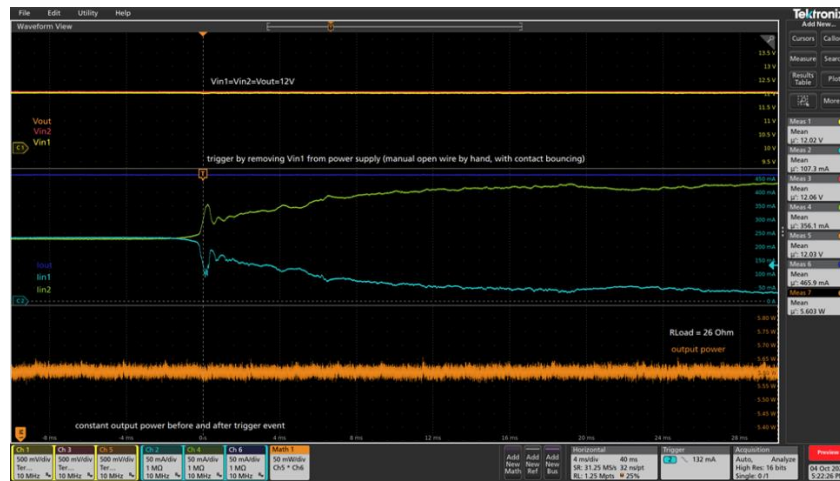 File Edit Utility Help
Tektronix
Waveform View
Add New...
Cursors Callout
Measure Search
Results Table Plot
More
13.5 V
13 V
12.5 V
Vin1=Vin2=Vout=12V
12 V
11.5 V
Vout
11 V
Vin2
10.5 V
Vin1
C1
10 V
9.5 V
trigger by removing Vin1 from power supply (manual open wire by hand, with contact bouncing)
T
450 mA
400 mA
350 mA
300 mA
250 mA
200 mA
150 mA
50 mA
0 A
Iout
Iin1
Iin2
C2
Meas 1
Mean
µ': 12.02 V
Meas 2
Mean
µ': 107.3 mA
Meas 3
Mean
µ': 12.06 V
Meas 4
Mean
µ': 356.1 mA
Meas 5
Mean
µ': 12.03 V
Meas 6
Mean
µ': 465.9 mA
Meas 7
Mean
µ': 5.603 W
5.80 W
RLoad = 26 Ohm
5.75 W
5.70 W
output power
5.65 W
5.55 W
5.50 W
5.45 W
5.40 W
constant output power before and after trigger event
-8 ms -4 ms 0 s 4 ms 8 ms 12 ms 16 ms 20 ms 24 ms 28 ms
Ch 1
500 mV/div
Ter...
10 MHz
Ch 3
500 mV/div
Ter...
10 MHz
Ch 5
500 mV/div
Ter...
10 MHz
Ch 2
50 mA/div
1 MΩ
10 MHz
Ch 4
50 mA/div
1 MΩ
10 MHz
Ch 6
50 mA/div
1 MΩ
10 MHz
Math 1
50 mW/div
Ch5 * Ch6
Add New Math
Add New Ref
Add New Bus
Horizontal
4 ms/div 40 ms
SR: 31.25 MS/s 32 ns/pt
RL: 1.25 Mpts 25%
Trigger
2 132 mA
Acquisition
Auto, Analyze
High Res: 16 bits
Single: 0 /1
Preview
04 Oct 2
5:22:26 P